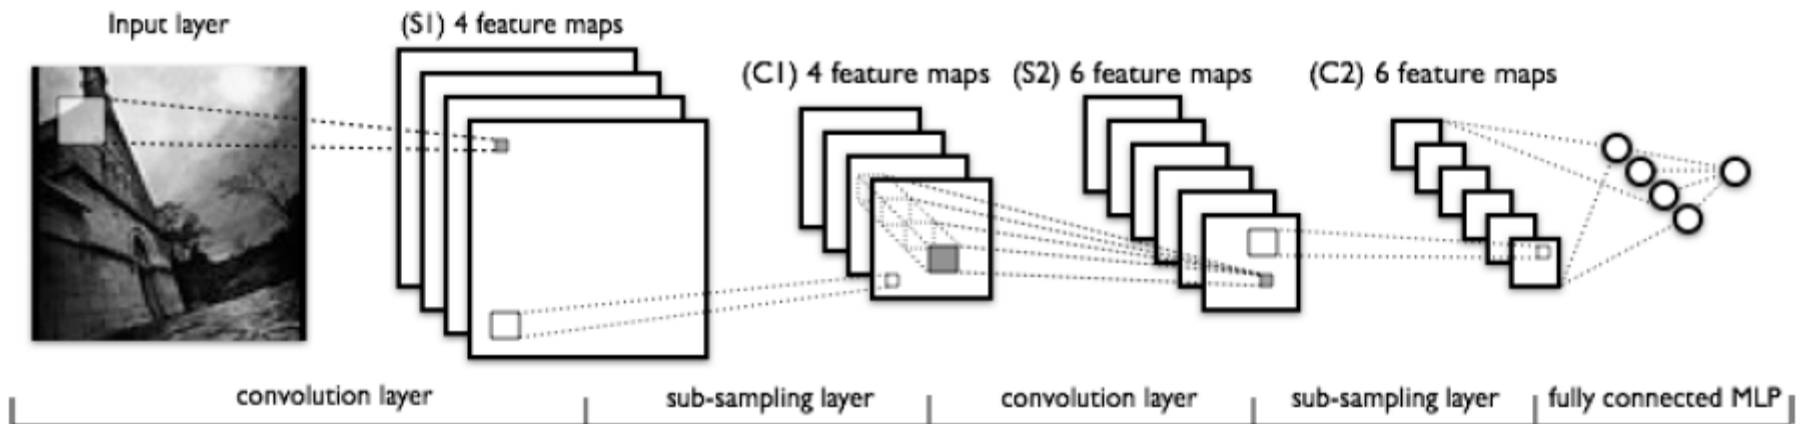 Input layer
(S1) 4 feature maps
(C1) 4 feature maps
(S2) 6 feature maps
(C2) 6 feature maps
convolution layer
sub-sampling layer
convolution layer
sub-sampling layer
fully connected MLP